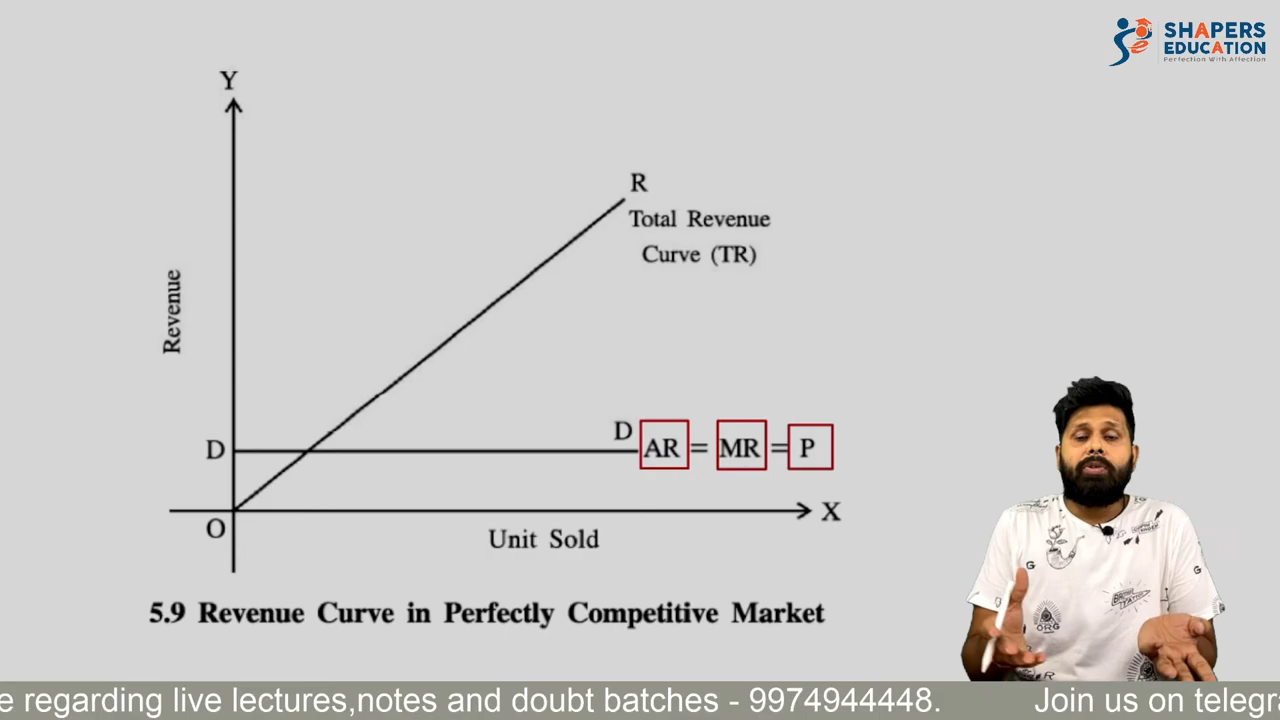 SHAPERS
EDUCATION
Perfection With Affection
Y
R
Total Revenue
Curve (TR)
Revenue
D
D
AR = MR = P
O
X
Unit Sold
5.9 Revenue Curve in Perfectly Competitive Market
e regarding live lectures,notes and doubt batches - 9974944448. Join us on telegra